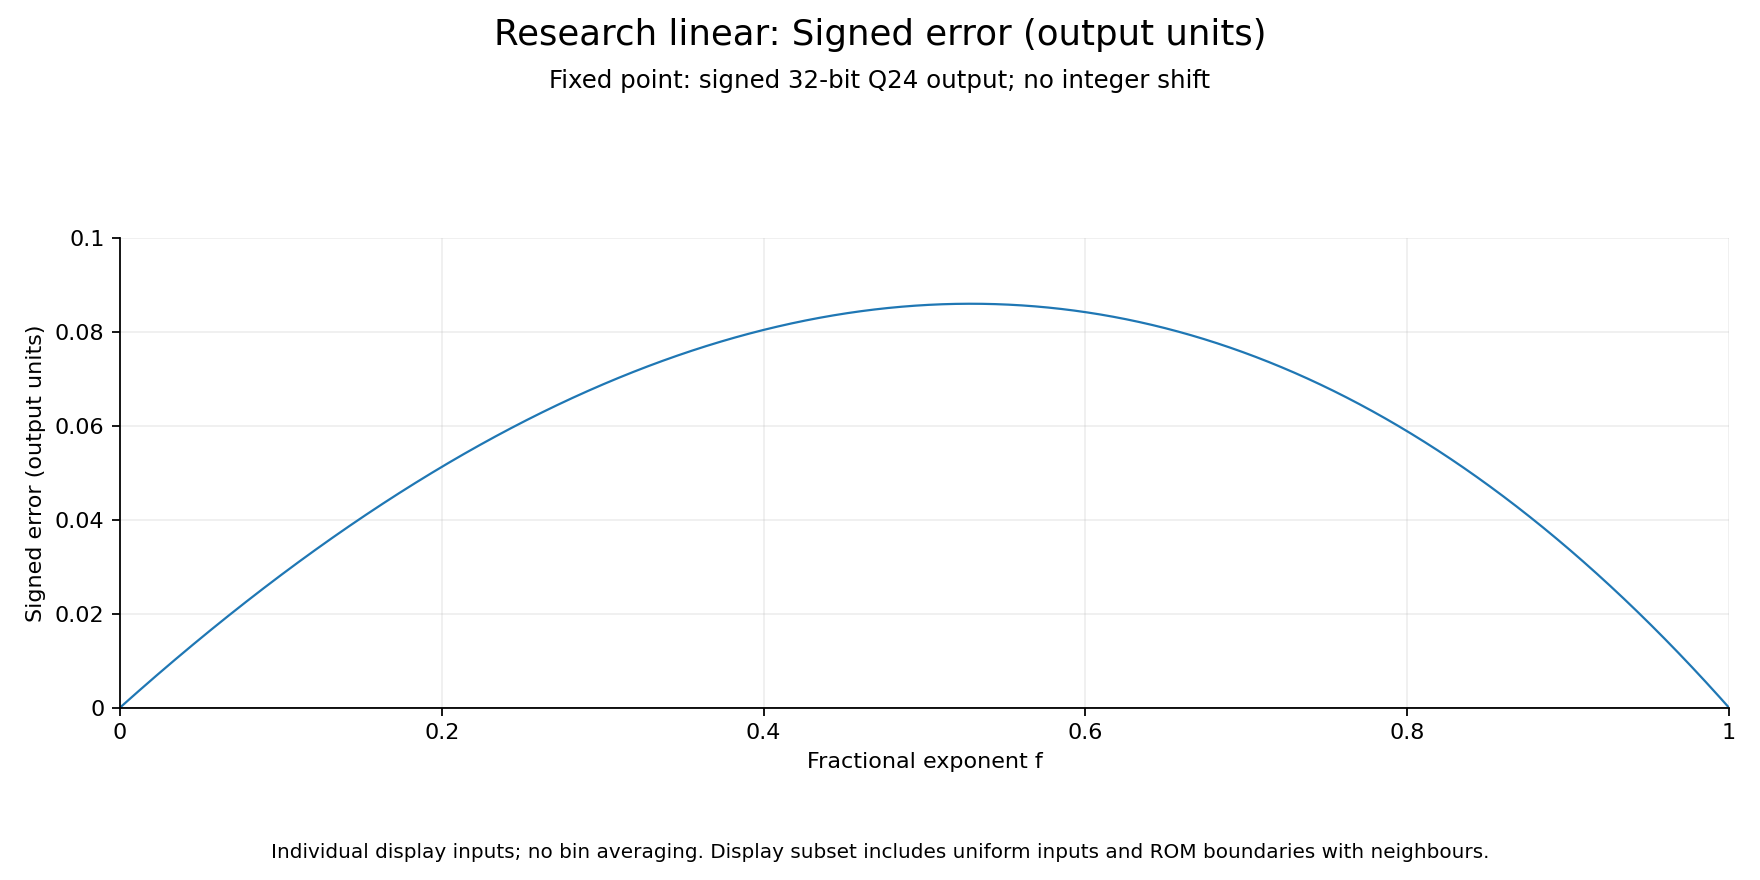 Research linear: Signed error (output units)
Fixed point: signed 32-bit Q24 output; no integer shift
0.1
0.08
0.06
0.04
0.02
0
Signed error (output units)
0 0.2 0.4 0.6 0.8 1
Fractional exponent f
Individual display inputs; no bin averaging. Display subset includes uniform inputs and ROM boundaries with neighbours.